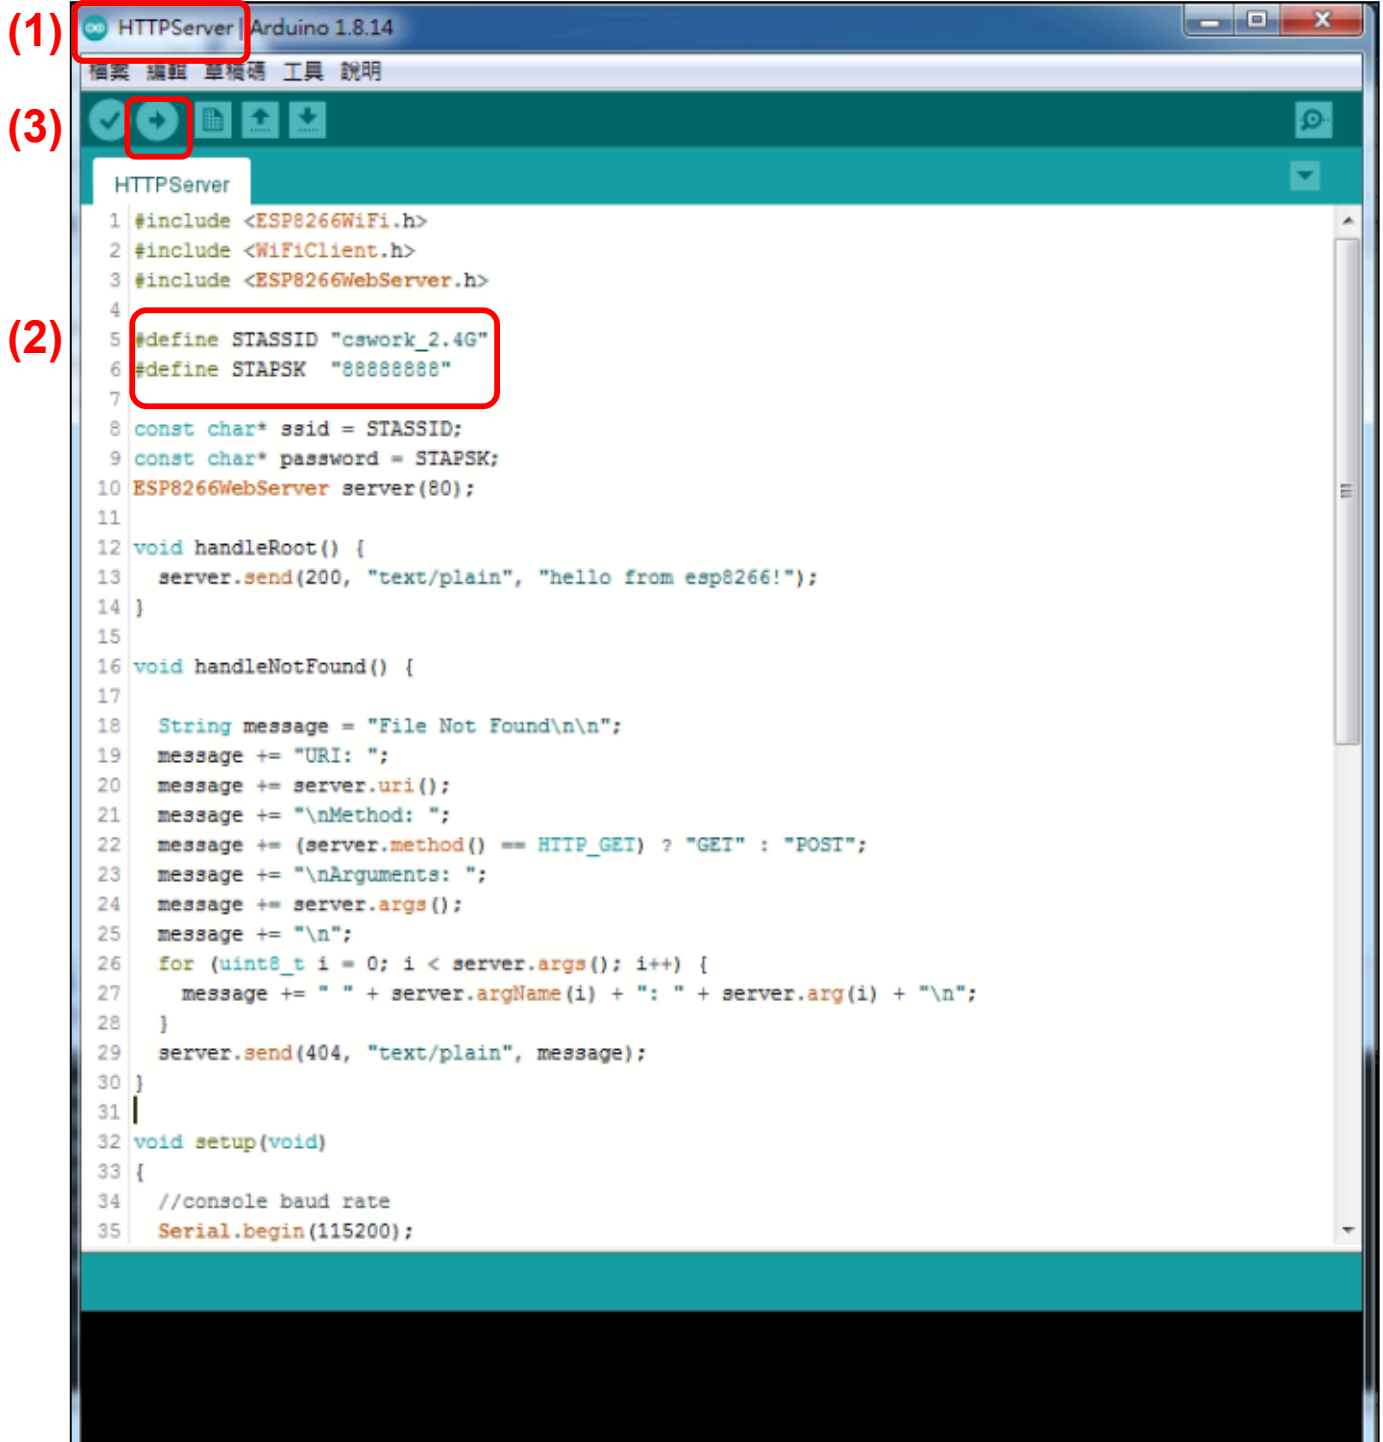 (1)
HTTPServer | Arduino 1.8.14
檔案 編輯 草稿碼 工具 說明
(3)
HTTPServer
1 #include <ESP8266WiFi.h>
2 #include <WiFiClient.h>
3 #include <ESP8266WebServer.h>
4
(2)
5 #define STASSID "cswork_2.4G"
6 #define STAPSK  "88888888"
7
8 const char* ssid = STASSID;
9 const char* password = STAPSK;
10 ESP8266WebServer server(80);
11
12 void handleRoot() {
13   server.send(200, "text/plain", "hello from esp8266!");
14 }
15
16 void handleNotFound() {
17
18   String message = "File Not Found\n\n";
19   message += "URI: ";
20   message += server.uri();
21   message += "\nMethod: ";
22   message += (server.method() == HTTP_GET) ? "GET" : "POST";
23   message += "\nArguments: ";
24   message += server.args();
25   message += "\n";
26   for (uint8_t i = 0; i < server.args(); i++) {
27     message += " " + server.argName(i) + ": " + server.arg(i) + "\n";
28   }
29   server.send(404, "text/plain", message);
30 }
31
32 void setup(void)
33 {
34   //console baud rate
35   Serial.begin(115200);